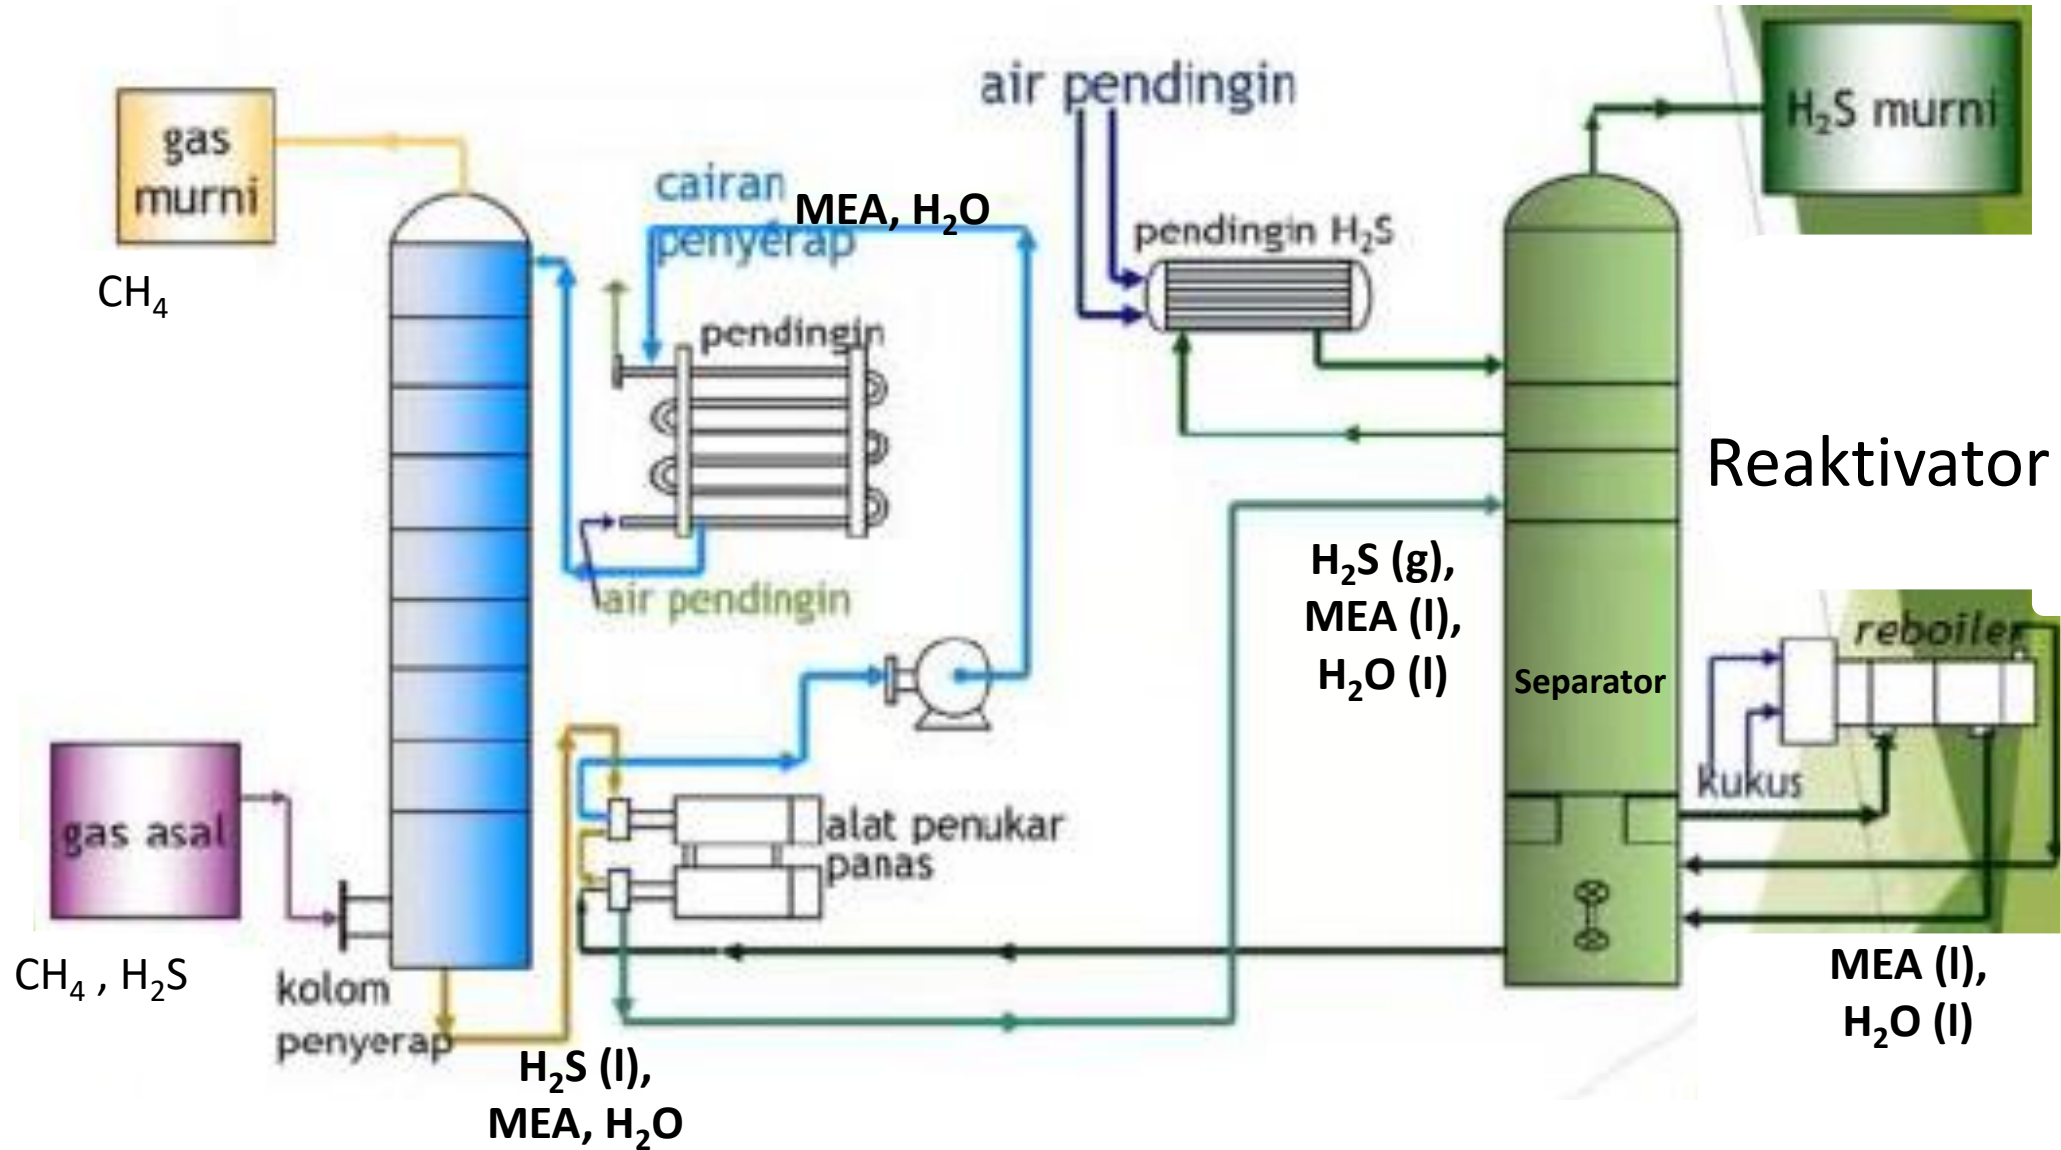 air pendingin
H₂S murni
gas
murni
cairan
MEA, H₂O
penyerap
pendingin H₂S
CH₄
pendingin
Reaktivator
H₂S (g),
MEA (l),
H₂O (l)
air pendingin
reboiler
Separator
kukus
gas asal
alat penukar
panas
CH₄ , H₂S
kolom
penyerap
MEA (l),
H₂O (l)
H₂S (l),
MEA, H₂O